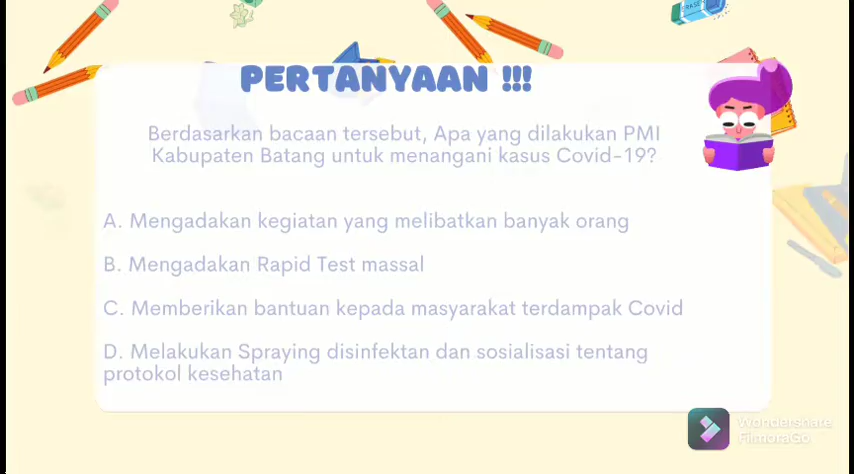 PERTANYAAN !!!
Berdasarkan bacaan tersebut, Apa yang dilakukan PMI
Kabupaten Batang untuk menangani kasus Covid-19?
A. Mengadakan kegiatan yang melibatkan banyak orang
B. Mengadakan Rapid Test massal
C. Memberikan bantuan kepada masyarakat terdampak Covid
D. Melakukan Spraying disinfektan dan sosialisasi tentang
protokol kesehatan
Wondershare
FilmoraGo